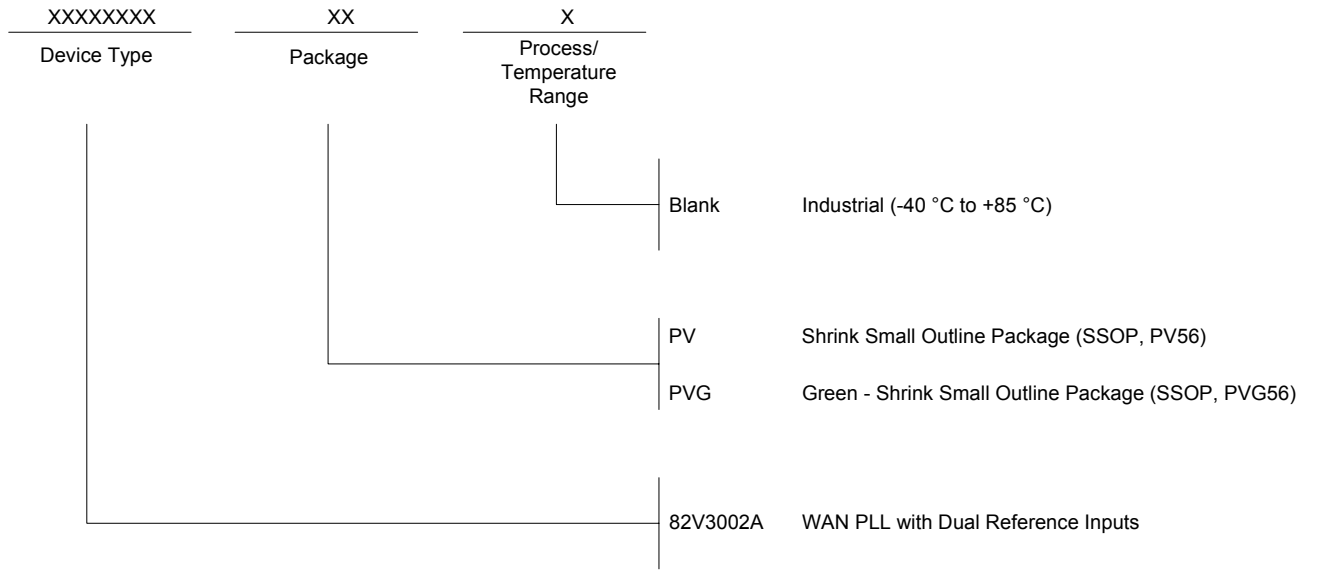 XXXXXXXX XX X
Device Type Package Process/
Temperature
Range
Blank Industrial (-40 °C to +85 °C)
PV Shrink Small Outline Package (SSOP, PV56)
PVG Green - Shrink Small Outline Package (SSOP, PVG56)
82V3002A WAN PLL with Dual Reference Inputs